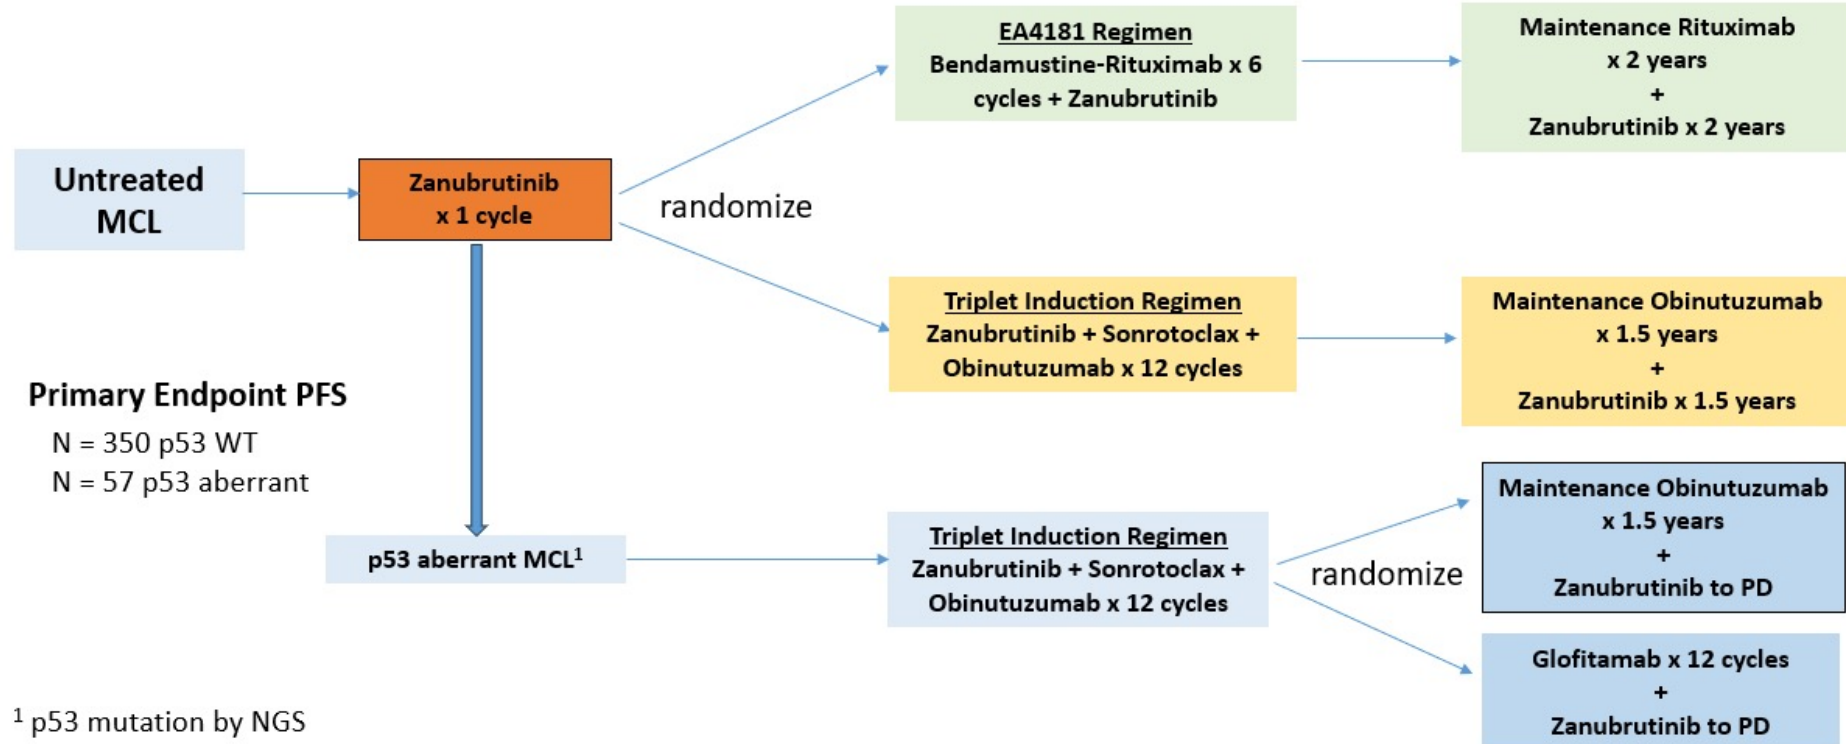 Untreated
MCL
Zanubrutinib
x 1 cycle
randomize
EA4181 Regimen
Bendamustine-Rituximab x 6
cycles + Zanubrutinib
Maintenance Rituximab
x 2 years
+
Zanubrutinib x 2 years
Triplet Induction Regimen
Zanubrutinib + Sonrotoclax +
Obinutuzumab x 12 cycles
Maintenance Obinutuzumab
x 1.5 years
+
Zanubrutinib x 1.5 years
Primary Endpoint PFS
N = 350 p53 WT
N = 57 p53 aberrant
p53 aberrant MCL¹
Triplet Induction Regimen
Zanubrutinib + Sonrotoclax +
Obinutuzumab x 12 cycles
randomize
Maintenance Obinutuzumab
x 1.5 years
+
Zanubrutinib to PD
Glofitamab x 12 cycles
+
Zanubrutinib to PD
¹ p53 mutation by NGS